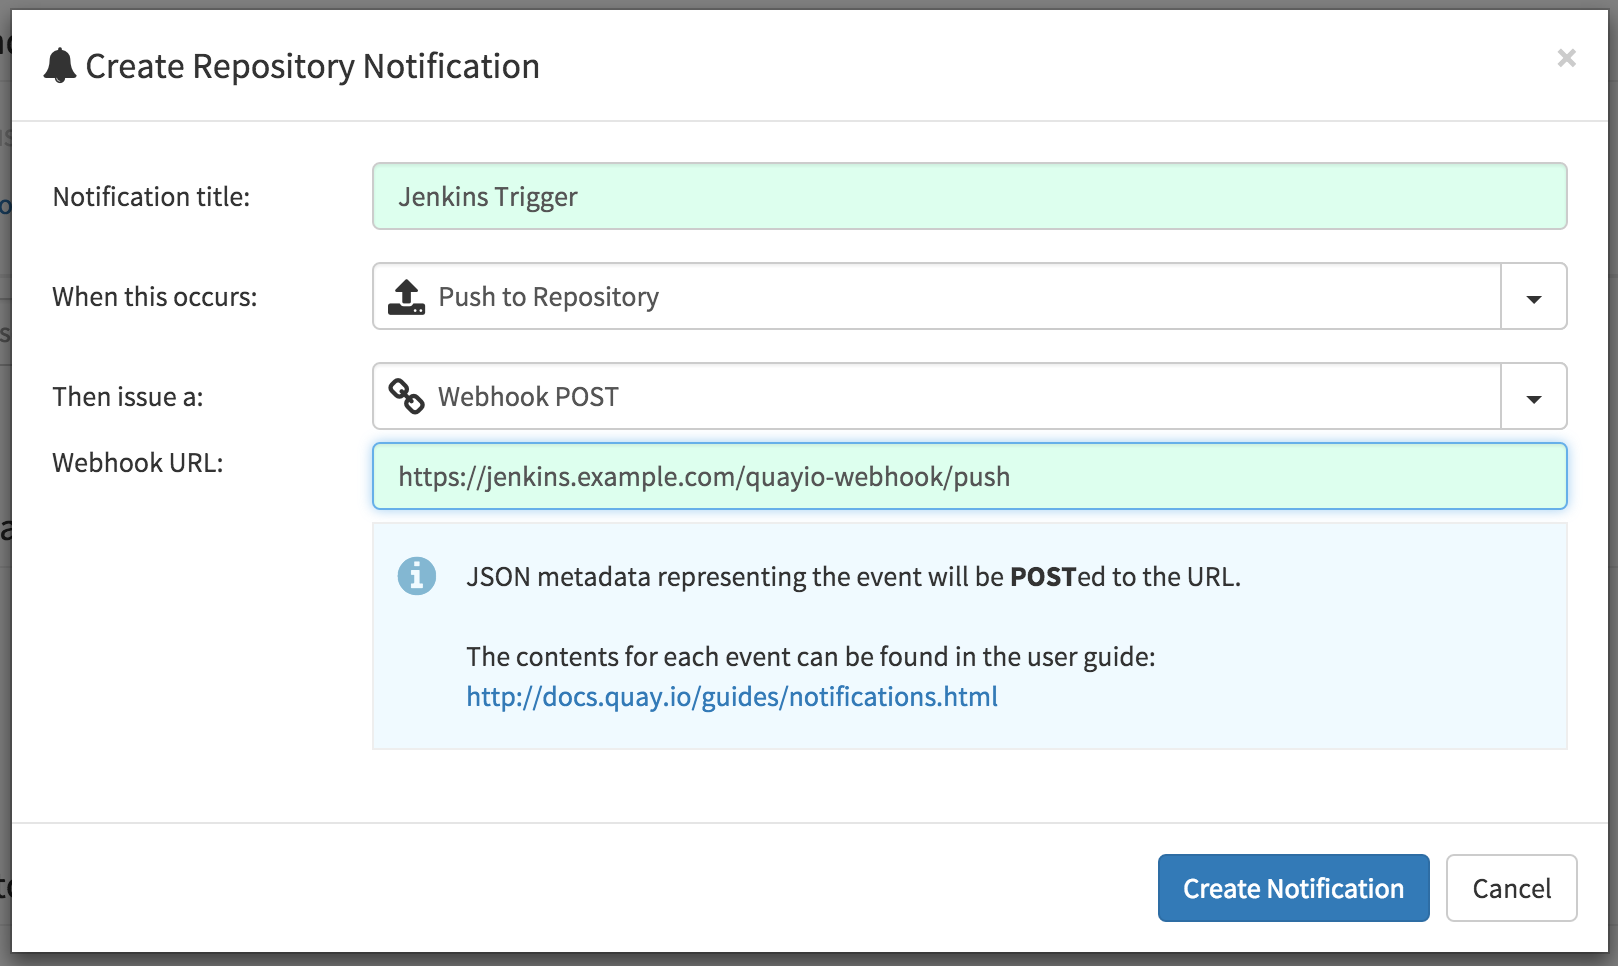 Create Repository Notification
×
Notification title:
Jenkins Trigger
When this occurs:
Push to Repository
Then issue a:
Webhook POST
Webhook URL:
https://jenkins.example.com/quayio-webhook/push
JSON metadata representing the event will be POSTed to the URL.
The contents for each event can be found in the user guide:
http://docs.quay.io/guides/notifications.html
Create Notification
Cancel